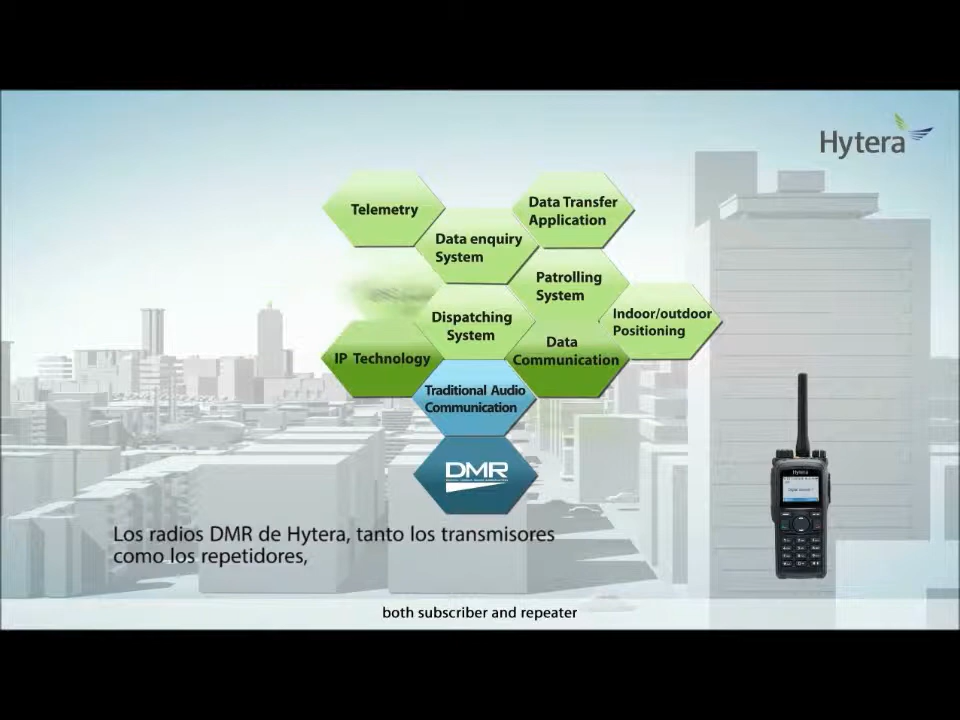 Hytera
Telemetry
Data Transfer
Application
Data enquiry
System
Patrolling
System
Indoor/outdoor
Positioning
Dispatching
System
Data
Communication
IP Technology
Traditional Audio
Communication
DMR
Hytera
Los radios DMR de Hytera, tanto los transmisores
como los repetidores,
both subscriber and repeater